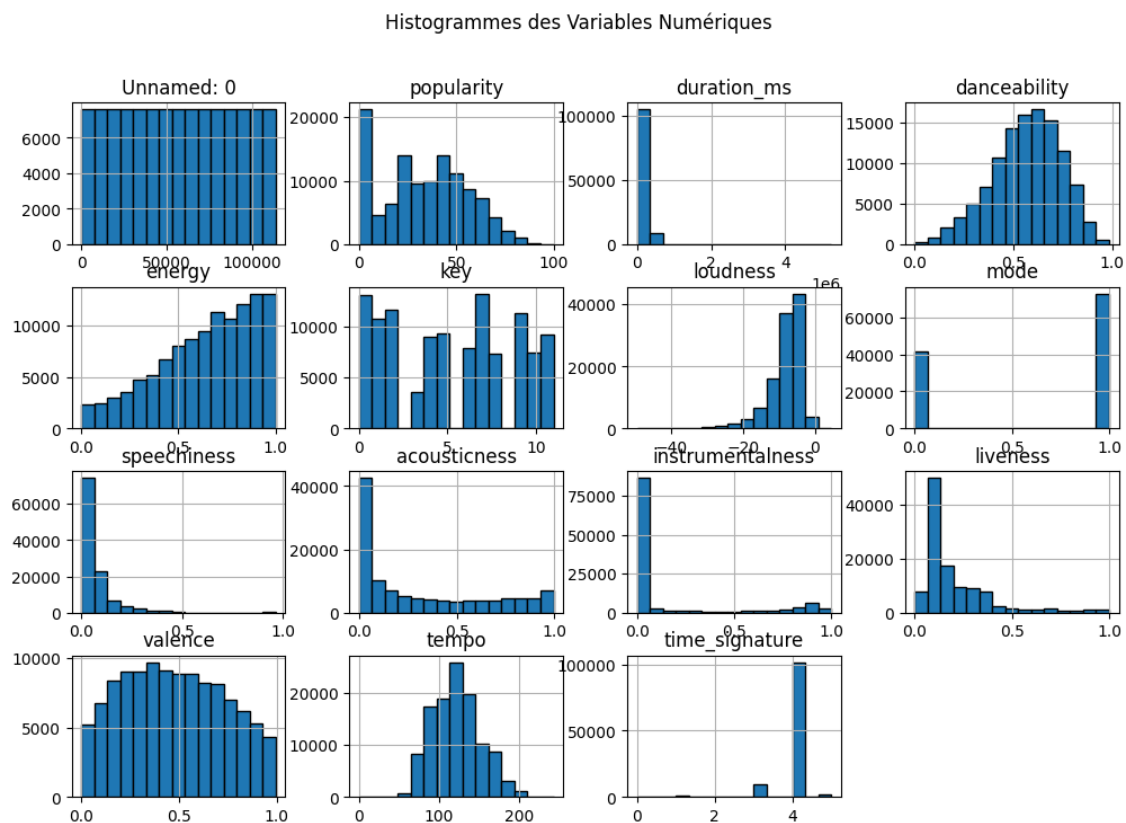 Histogrammes des Variables Numériques
Unnamed: 0
popularity
duration_ms
danceability
6000
4000
2000
0
0 50000 100000
20000
10000
0
0 50 100
100000
50000
0
0 2 4
1e6
15000
10000
5000
0
0.0 0.5 1.0
energy
key
loudness
mode
10000
5000
0
0.0 0.5 1.0
10000
5000
0
0 5 10
40000
20000
0
−40 −20 0
60000
40000
20000
0
0.0 0.5 1.0
speechiness
acousticness
instrumentalness
liveness
60000
40000
20000
0
0.0 0.5 1.0
40000
20000
0
0.0 0.5 1.0
75000
50000
25000
0
0.0 0.5 1.0
40000
20000
0
0.0 0.5 1.0
valence
tempo
time_signature
10000
5000
0
0.0 0.5 1.0
20000
10000
0
0 100 200
100000
50000
0
0 2 4